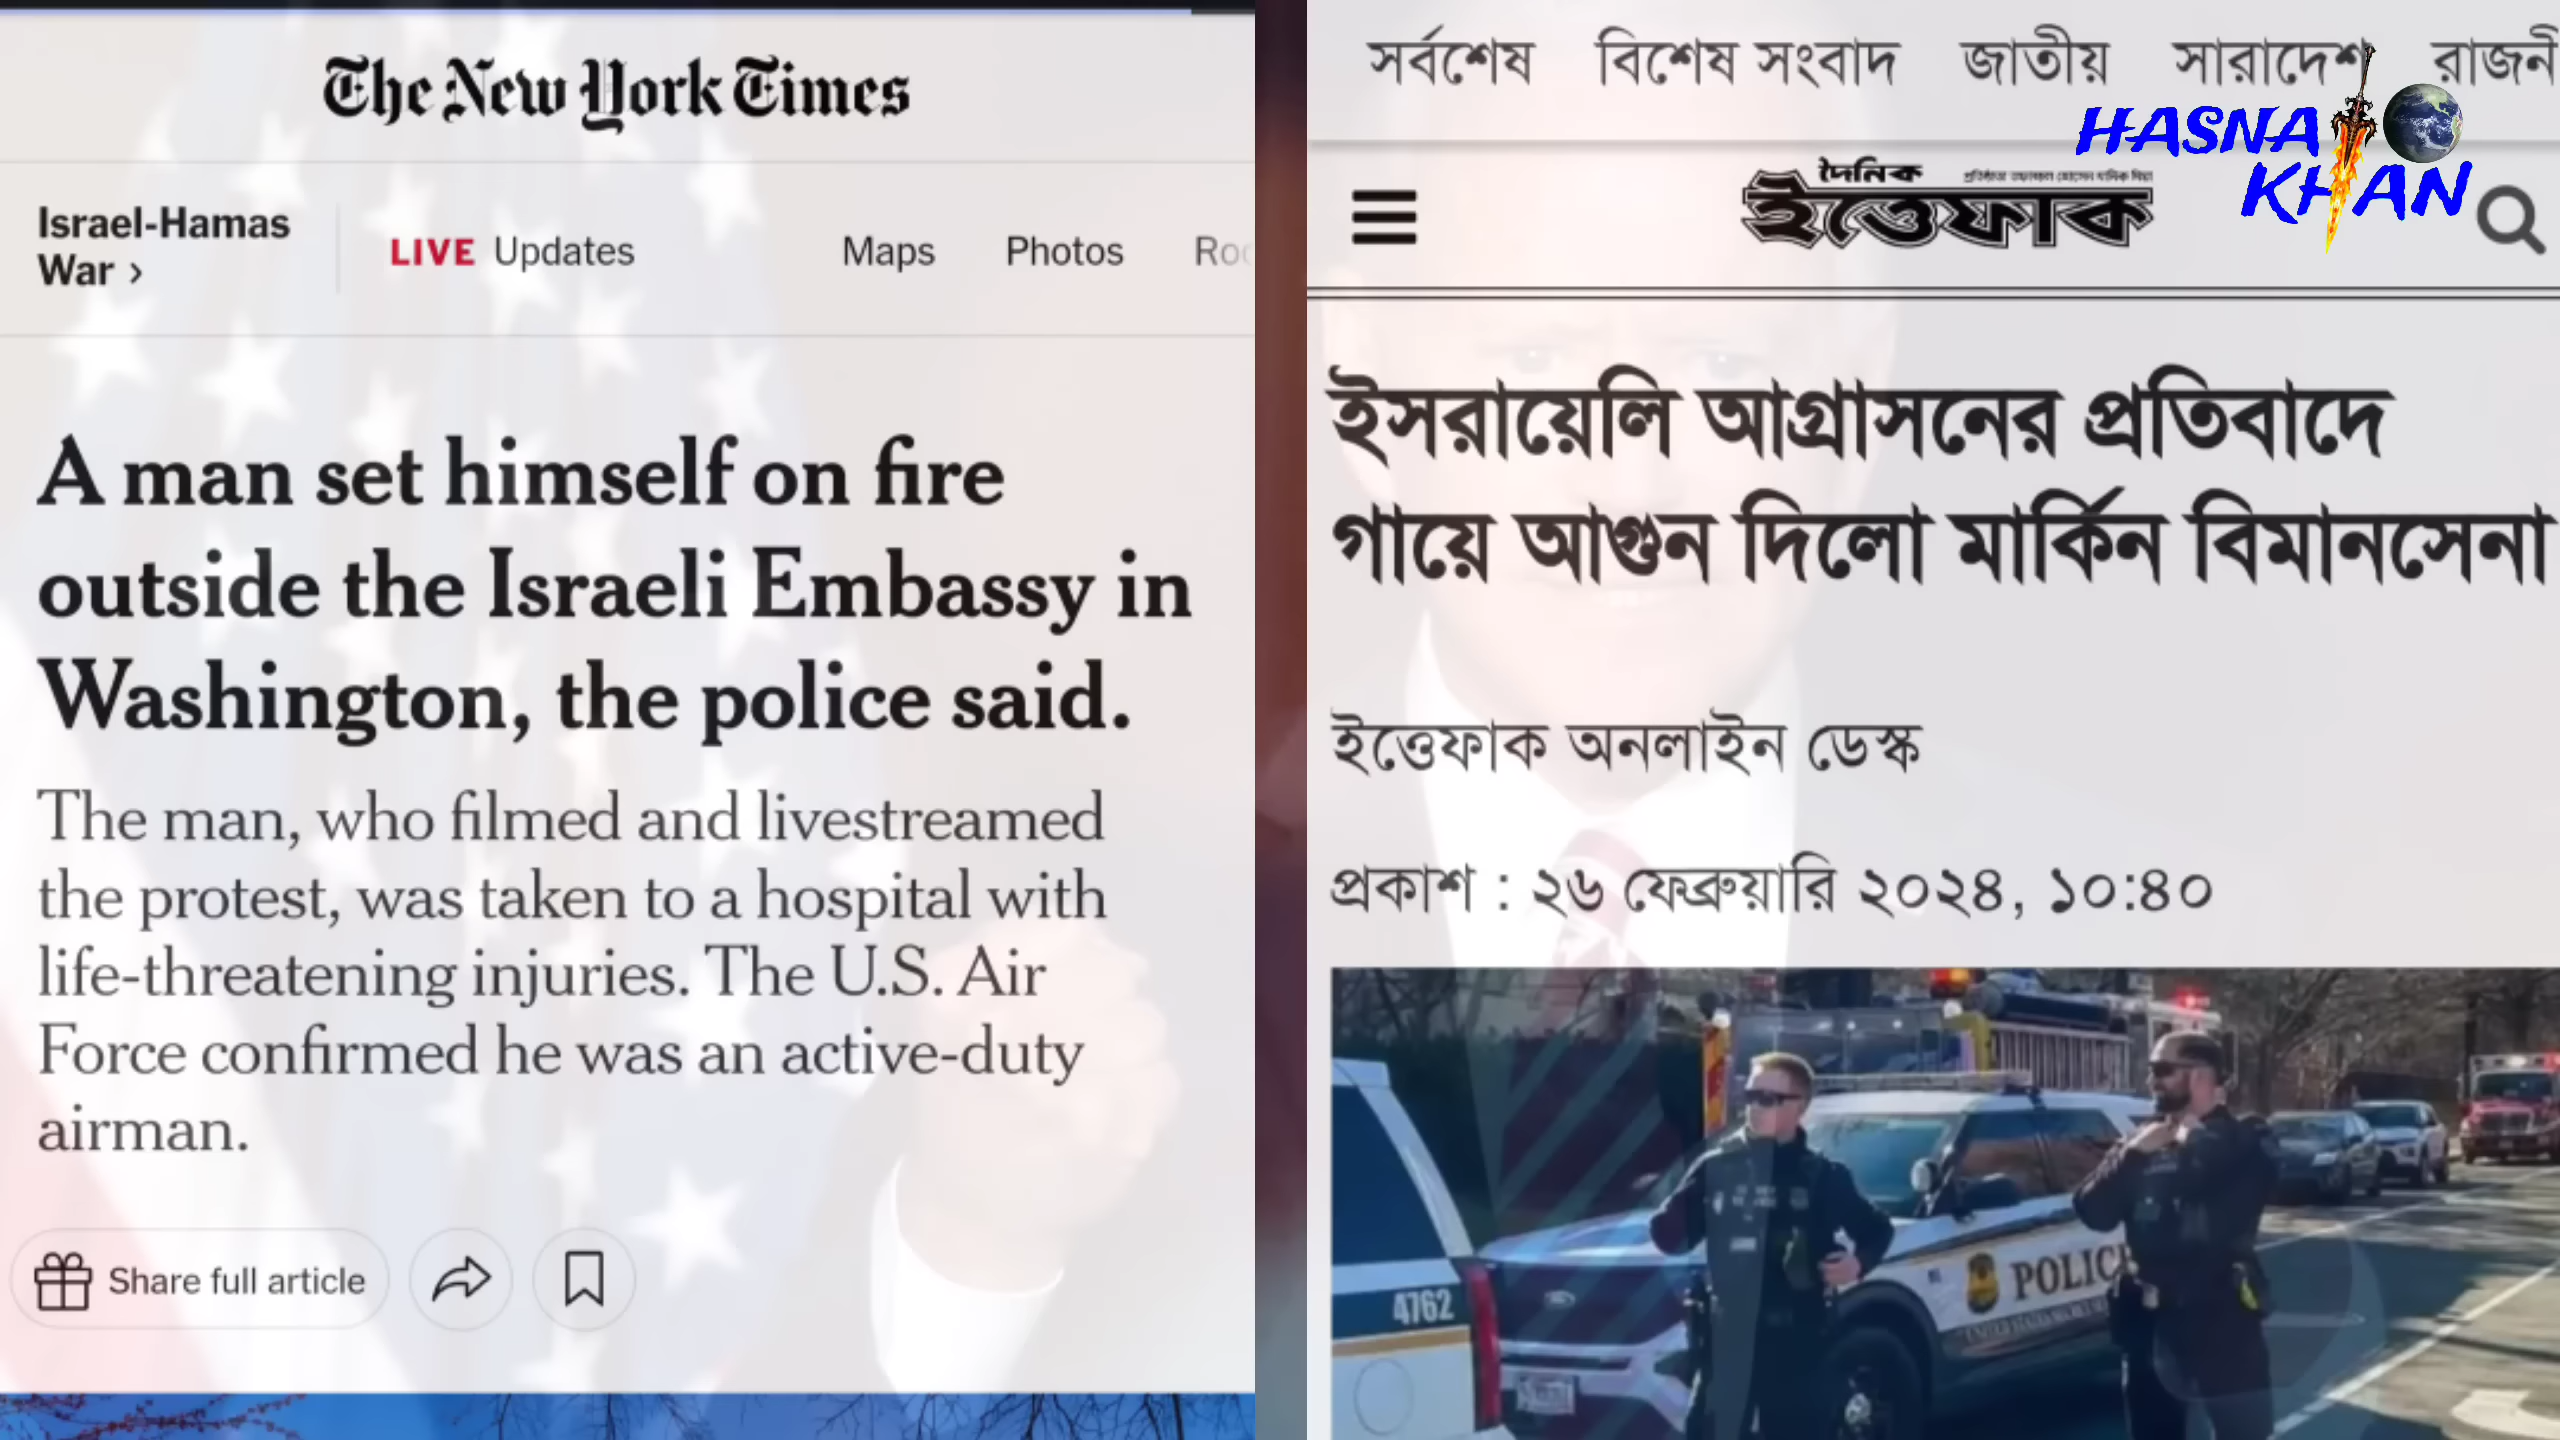 The New York Times
Israel-Hamas
War ›
LIVE Updates
Maps
Photos
A man set himself on fire
outside the Israeli Embassy in
Washington, the police said.
The man, who filmed and livestreamed
the protest, was taken to a hospital with
life-threatening injuries. The U.S. Air
Force confirmed he was an active-duty
airman.
Share full article
সর্বশেষ বিশেষ সংবাদ জাতীয় সারাদেশ
HASNA
KHAN
দৈনিক
ইত্তেফাক
ইসরায়েলি আগ্রাসনের প্রতিবাদে
গায়ে আগুন দিলো মার্কিন বিমানসেনা
ইত্তেফাক অনলাইন ডেস্ক
প্রকাশ : ২৬ ফেব্রুয়ারি ২০২৪, ১০:৪০
4762
POLICE